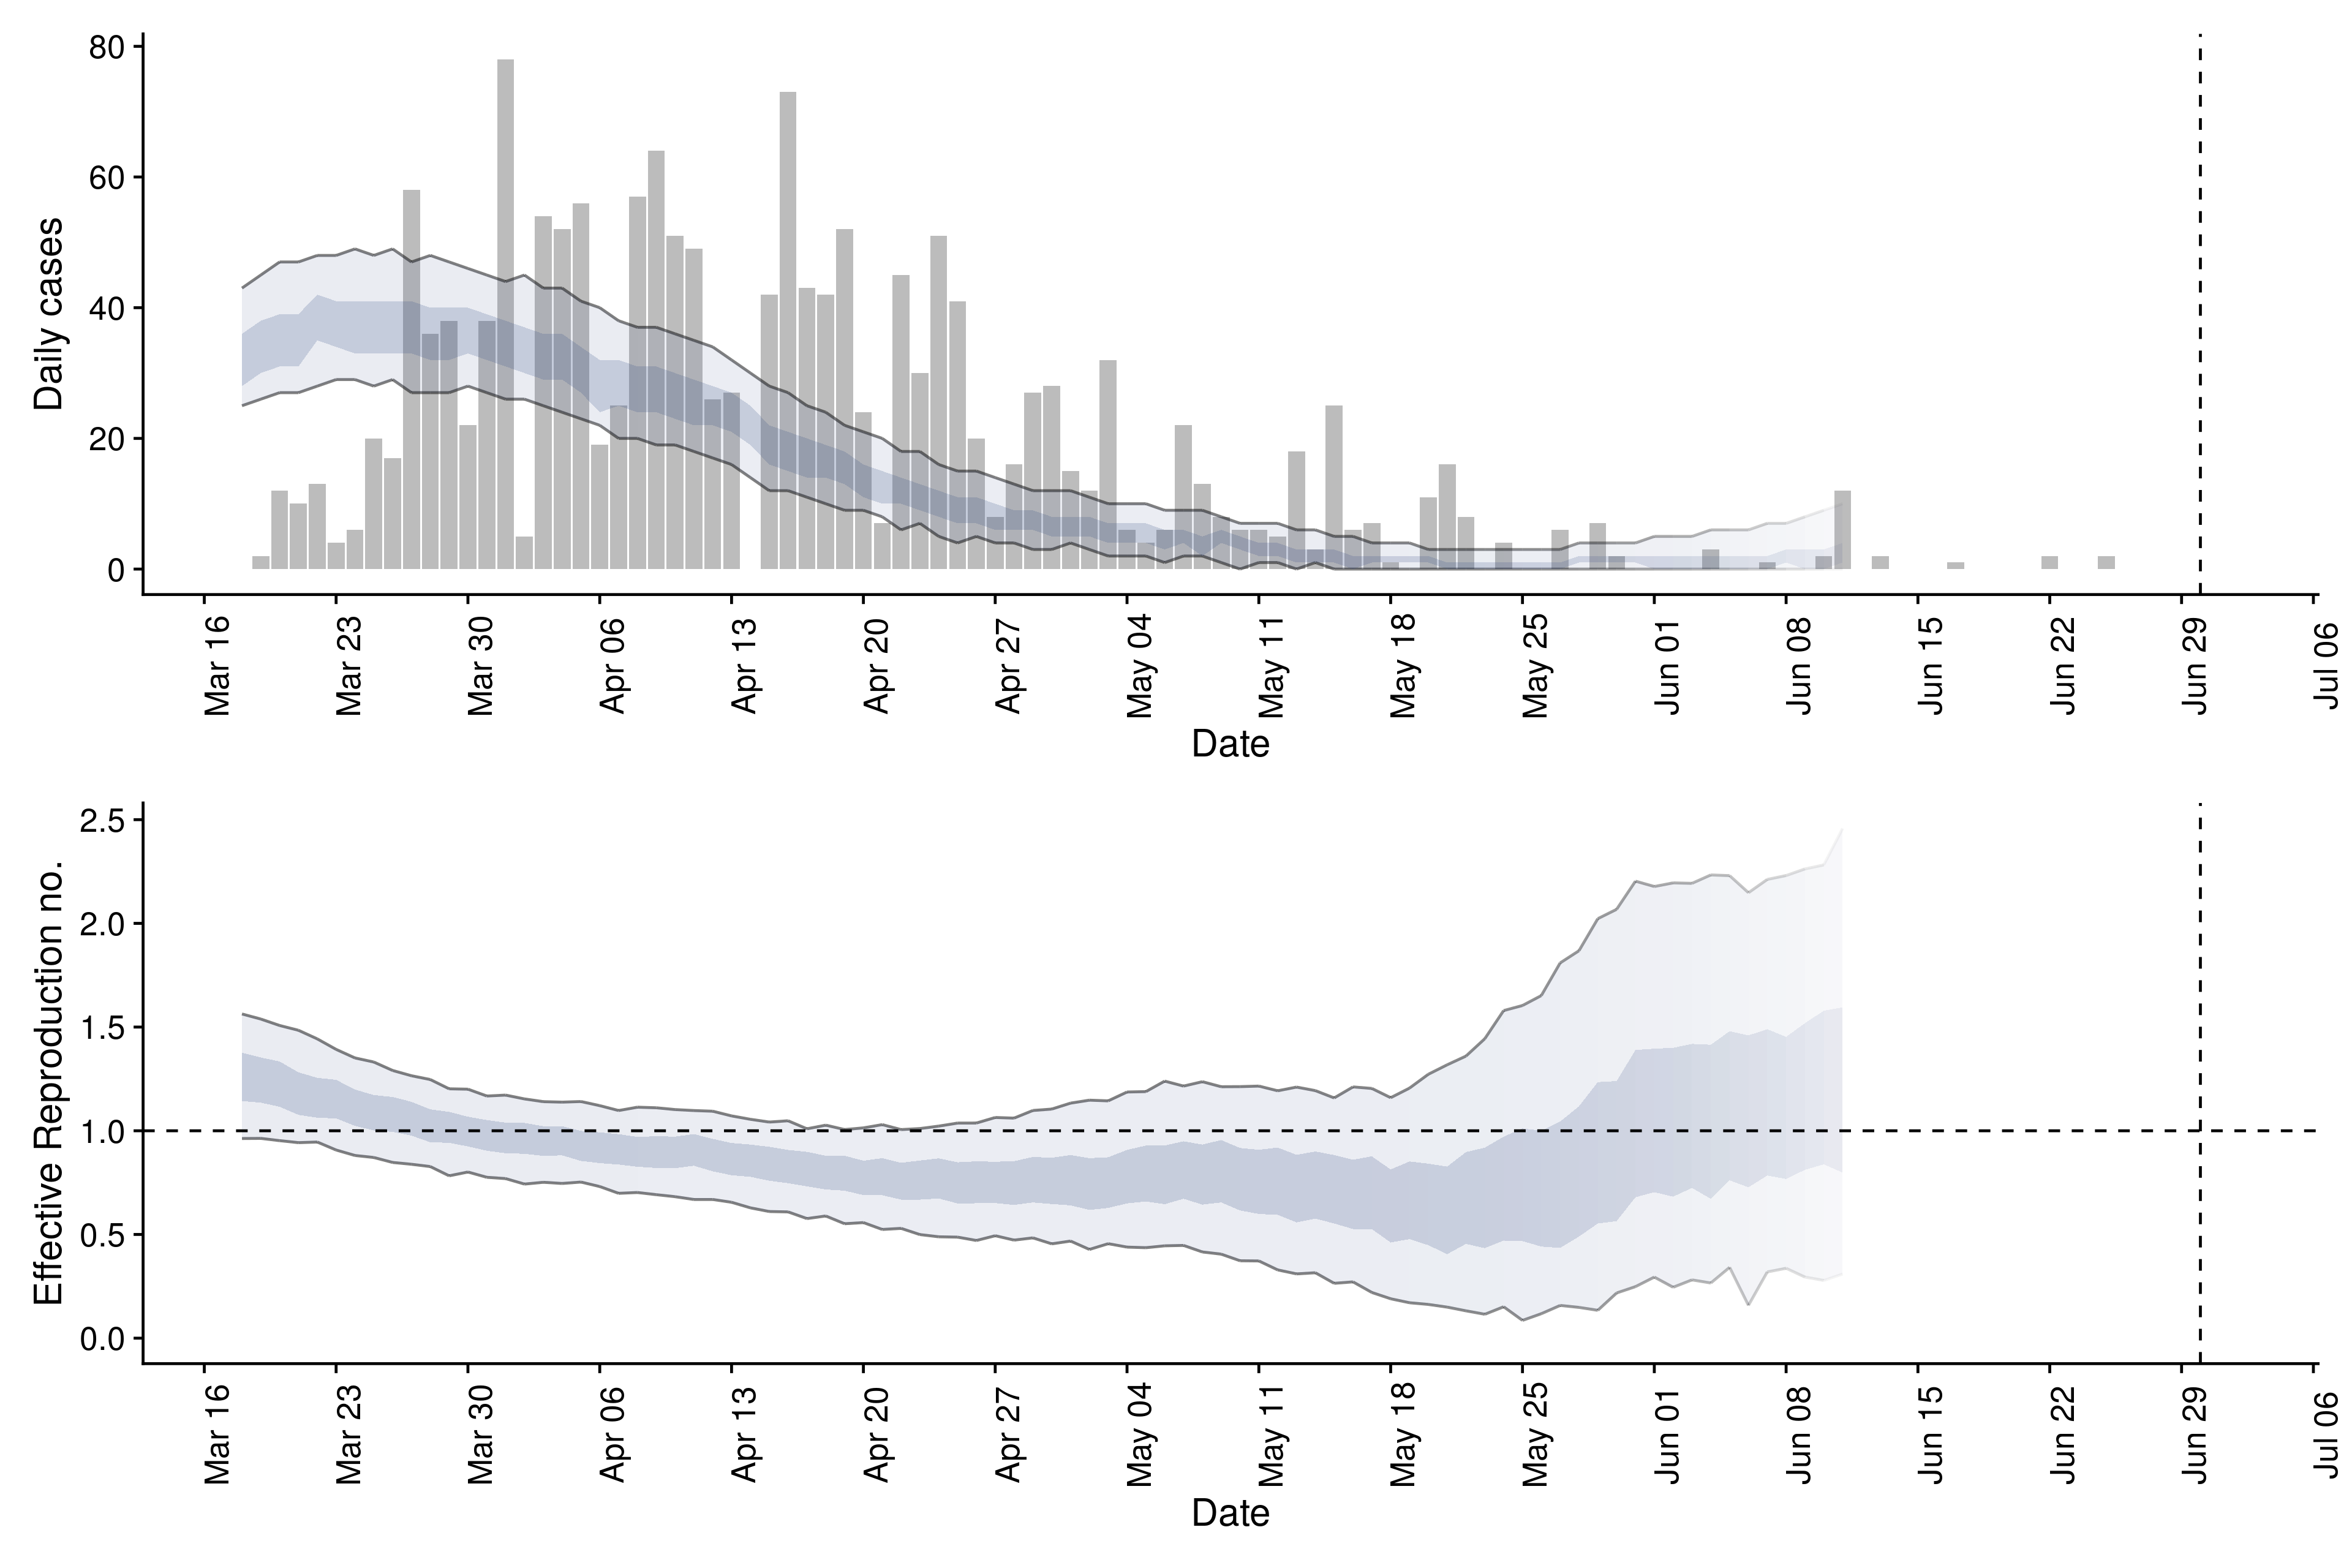 Daily cases
80
60
40
20
0
Mar 16 Mar 23 Mar 30 Apr 06 Apr 13 Apr 20 Apr 27 May 04 May 11 May 18 May 25 Jun 01 Jun 08 Jun 15 Jun 22 Jun 29 Jul 06
Date
Effective Reproduction no.
2.5
2.0
1.5
1.0
0.5
0.0
Mar 16 Mar 23 Mar 30 Apr 06 Apr 13 Apr 20 Apr 27 May 04 May 11 May 18 May 25 Jun 01 Jun 08 Jun 15 Jun 22 Jun 29 Jul 06
Date